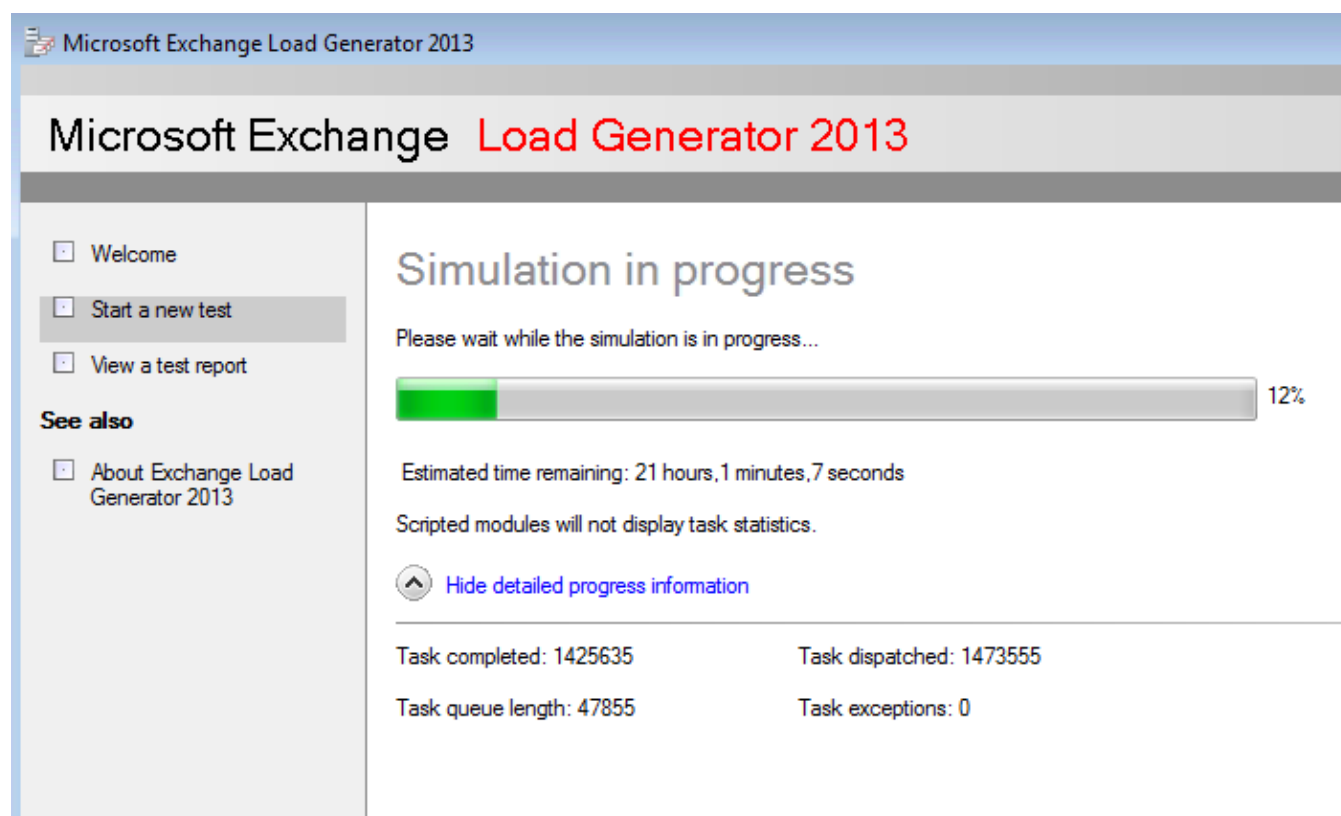 Microsoft Exchange Load Generator 2013
Microsoft Exchange Load Generator 2013
Welcome
Start a new test
View a test report
See also
About Exchange Load
Generator 2013
Simulation in progress
Please wait while the simulation is in progress...
12%
Estimated time remaining: 21 hours,1 minutes,7 seconds
Scripted modules will not display task statistics.
Hide detailed progress information
Task completed: 1425635
Task dispatched: 1473555
Task queue length: 47855
Task exceptions: 0